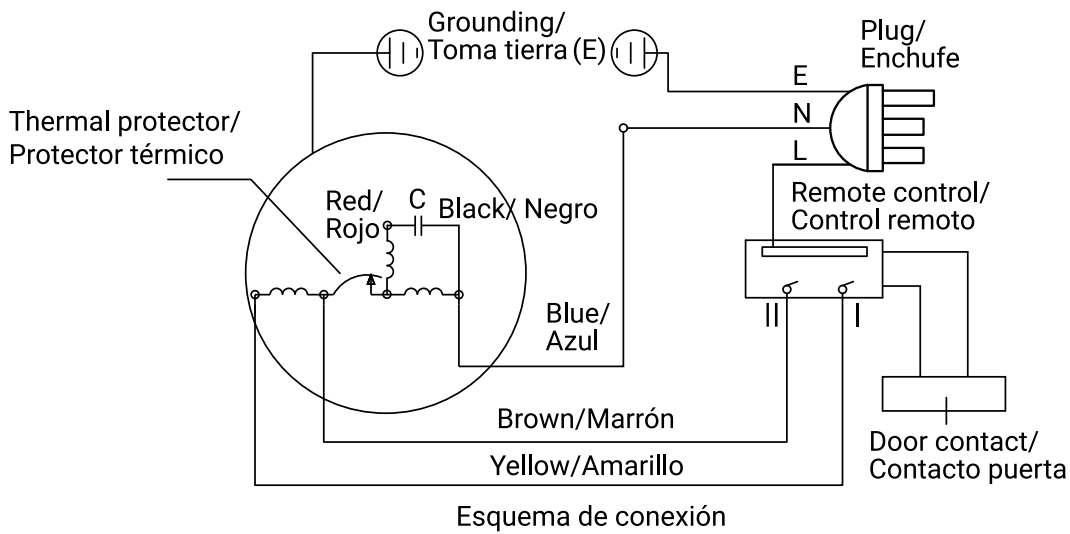 Grounding/
Toma tierra (E)
Plug/
Enchufe
E
N
L
Thermal protector/
Protector térmico
Red/
Rojo
C
Black/ Negro
Remote control/
Control remoto
Blue/
Azul
II
I
Brown/Marrón
Yellow/Amarillo
Door contact/
Contacto puerta
Esquema de conexión